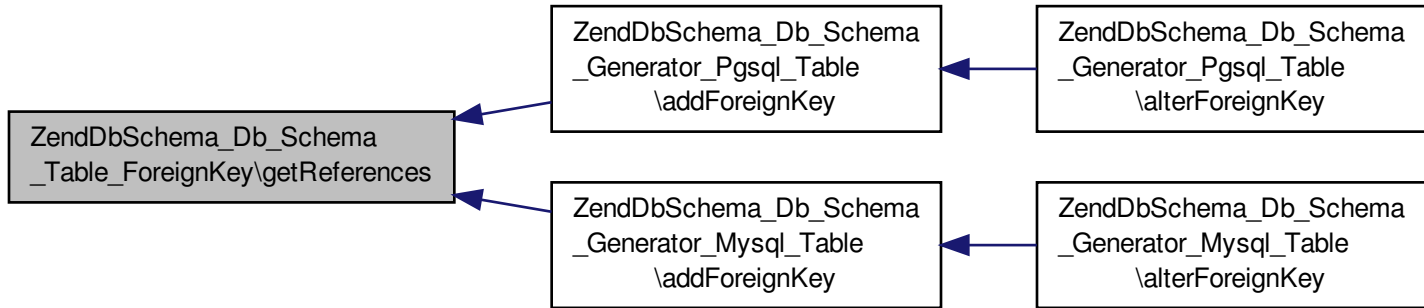 ZendDbSchema_Db_Schema
_Table_ForeignKey\getReferences
ZendDbSchema_Db_Schema
_Generator_Pgsql_Table
\addForeignKey
ZendDbSchema_Db_Schema
_Generator_Pgsql_Table
\alterForeignKey
ZendDbSchema_Db_Schema
_Generator_Mysql_Table
\addForeignKey
ZendDbSchema_Db_Schema
_Generator_Mysql_Table
\alterForeignKey